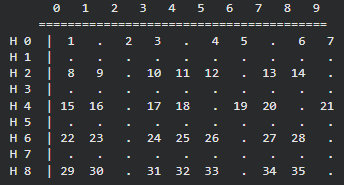 0 1 2 3 4 5 6 7 8 9
========================================
H 0 | 1 . 2 3 . 4 5 . 6 7
H 1 | . . . . . . . . . .
H 2 | 8 9 . 10 11 12 . 13 14 .
H 3 | . . . . . . . . . .
H 4 | 15 16 . 17 18 . 19 20 . 21
H 5 | . . . . . . . . . .
H 6 | 22 23 . 24 25 26 . 27 28 .
H 7 | . . . . . . . . . .
H 8 | 29 30 . 31 32 33 . 34 35 .